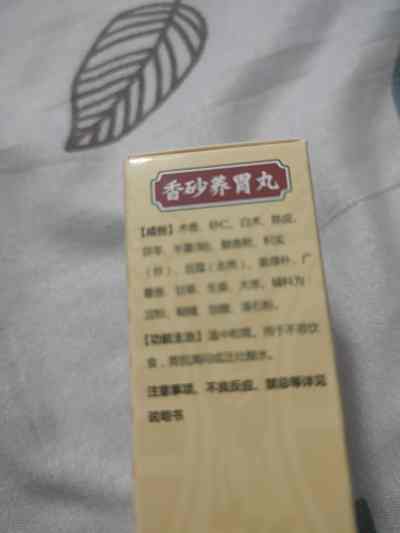 香砂养胃丸
【成份】木香、砂仁、白术、陈皮、
茯苓、半夏(制)、醋香附、枳实
(炒)、豆蔻(去壳)、姜厚朴、广
藿香、甘草、生姜、大枣。辅料为
淀粉、糊精、
【功能主治】温中和胃。用于不思饮
食，胃脘满闷或泛吐酸水。
注意事项、不良反应、禁忌等详见
说明书